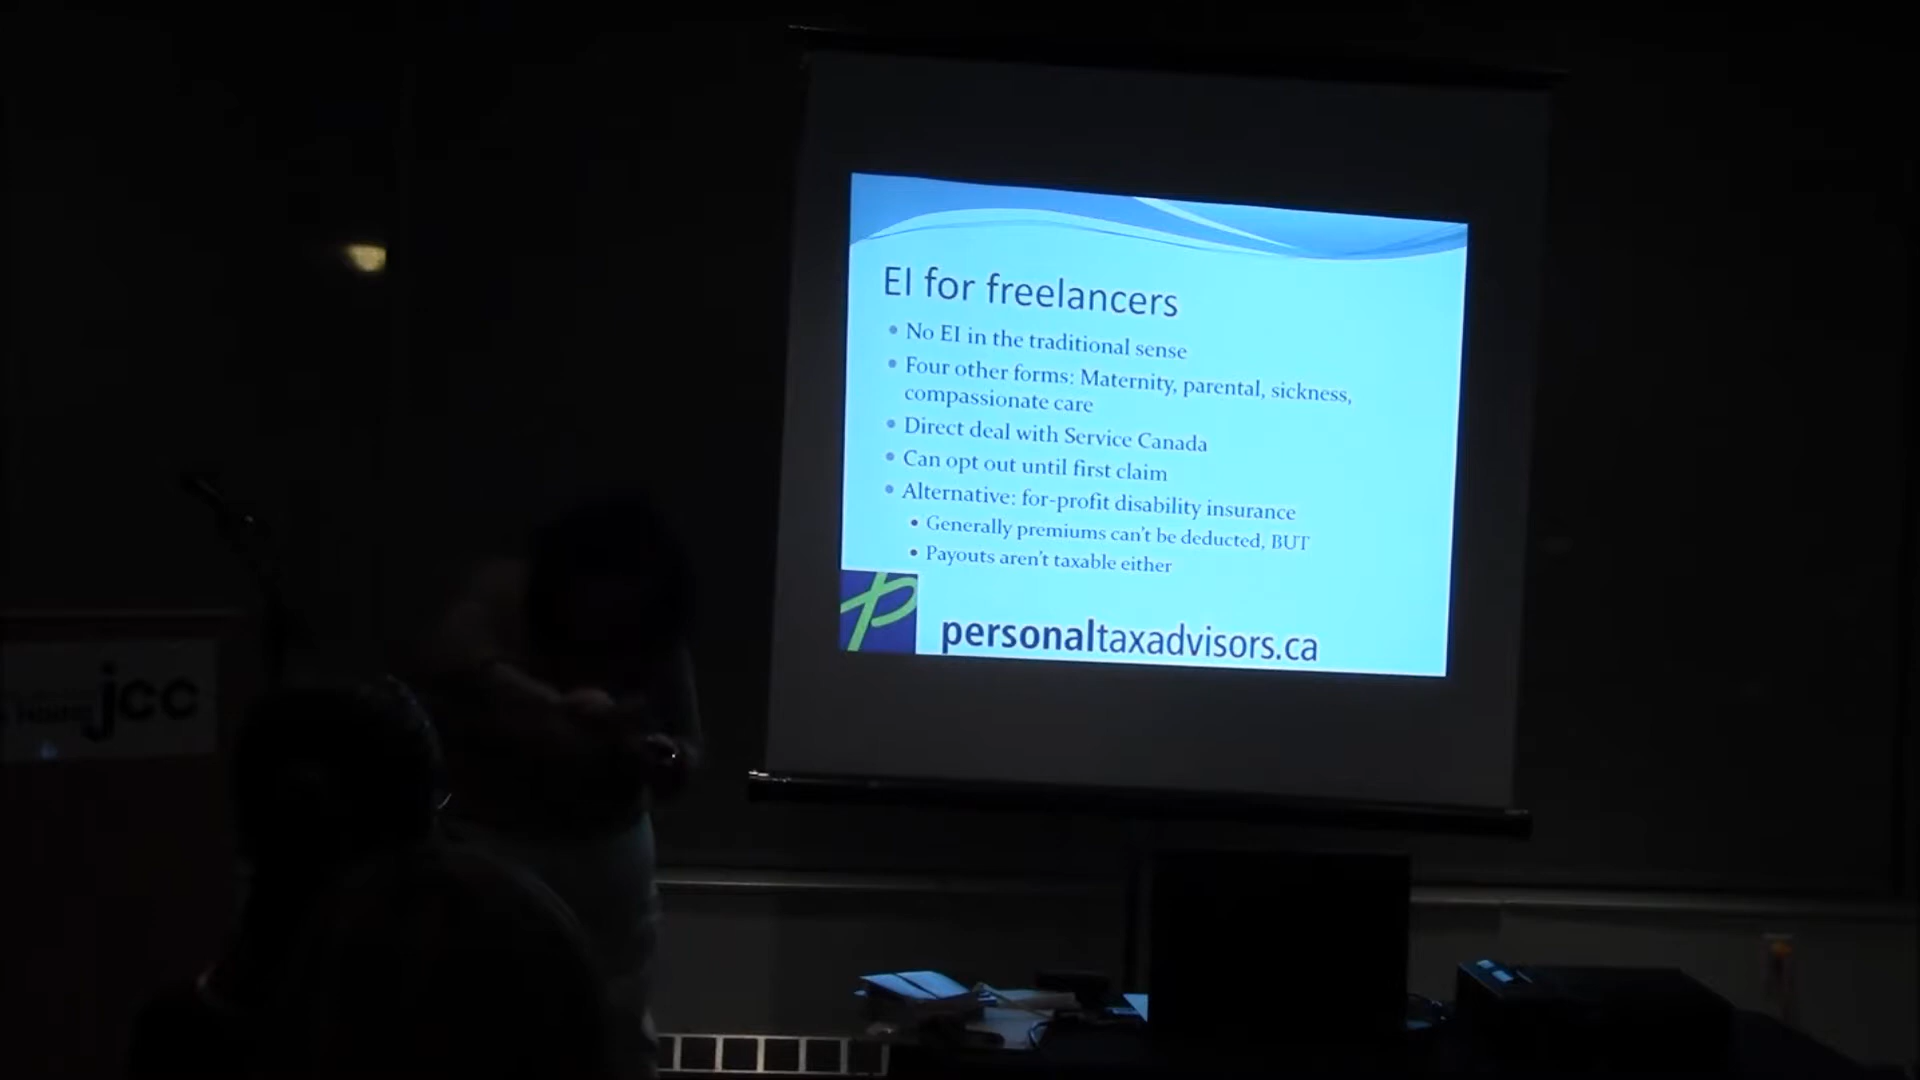 EI for freelancers
No EI in the traditional sense
Four other forms: Maternity, parental, sickness,
compassionate care
Direct deal with Service Canada
Can opt out until first claim
Alternative: for-profit disability insurance
Generally premiums can't be deducted, BUT
Payouts aren't taxable either
personaltaxadvisors.ca
jcc